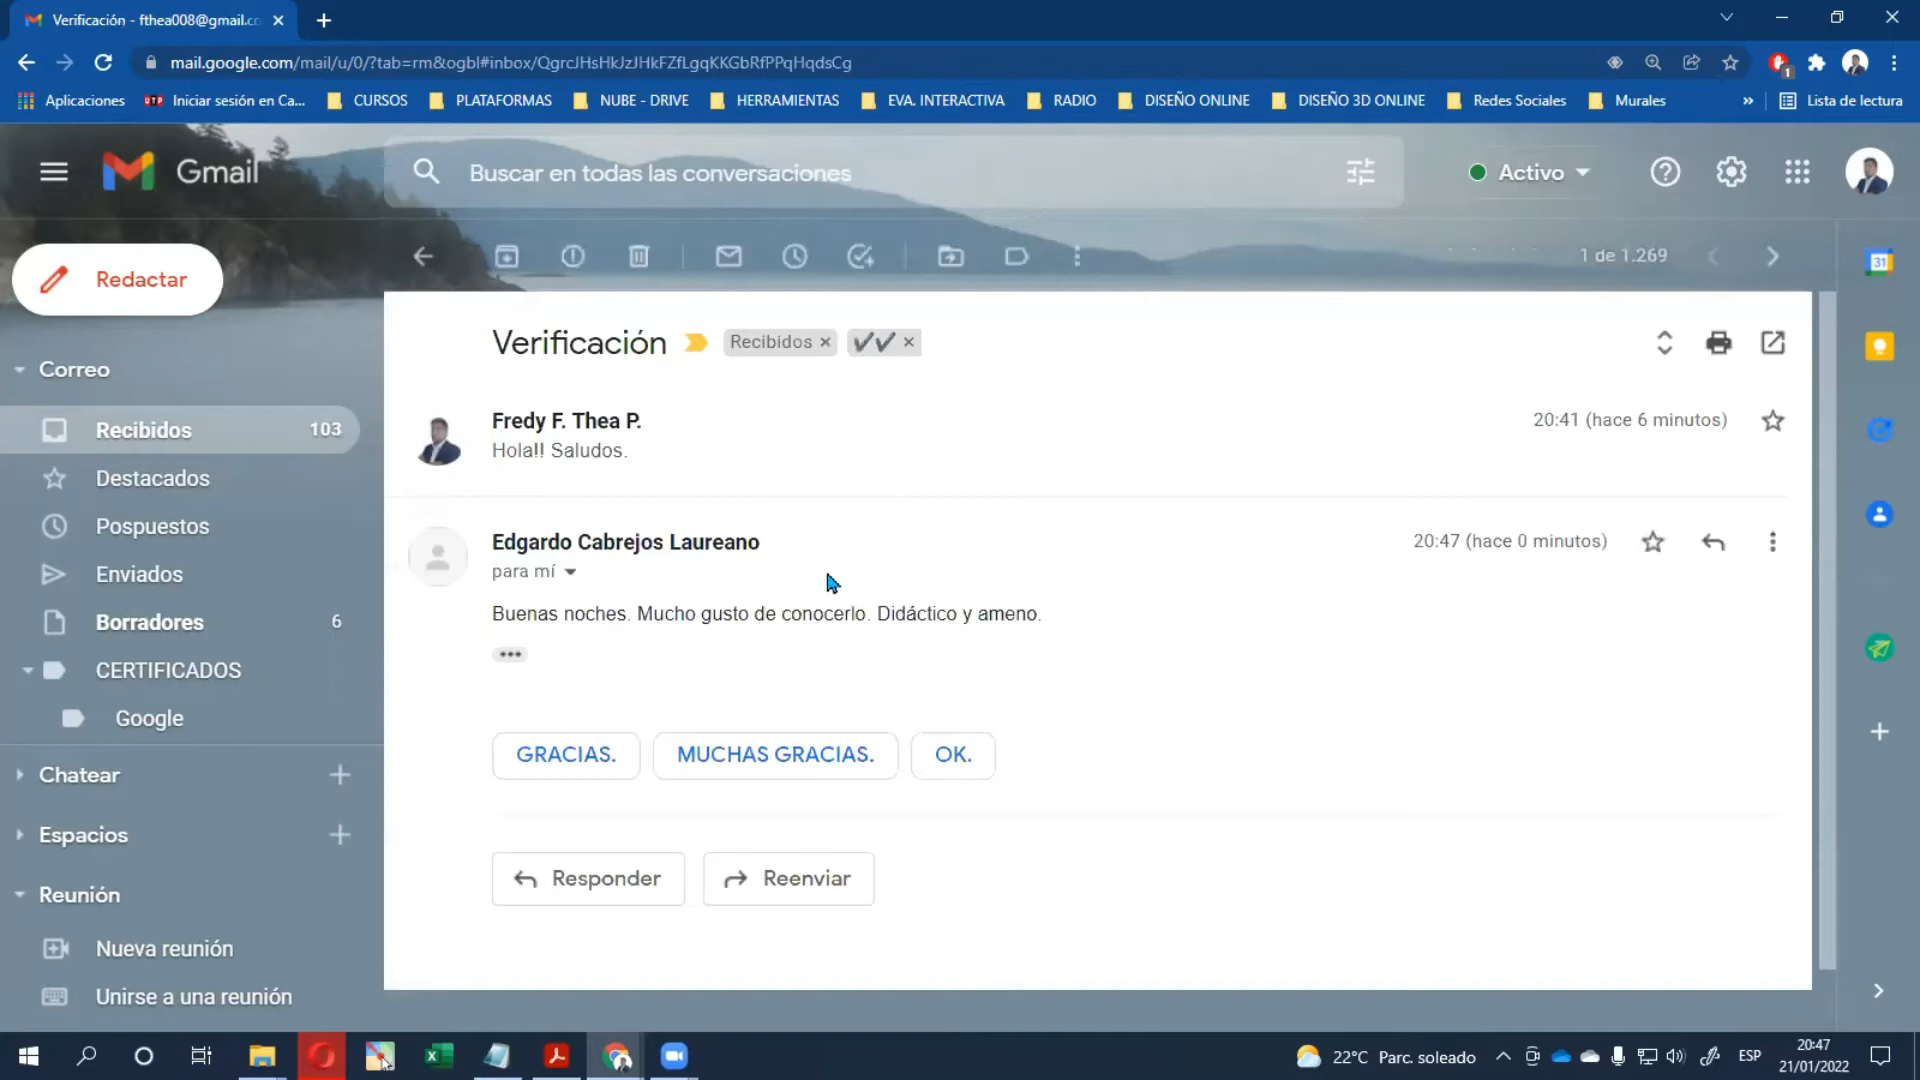 Verificación - fthea008@gmail.co
mail.google.com/mail/u/0/?tab=rm&ogbl#inbox/QgrcJHsHkJzJHkFZfLgqKKGbRfPPqHqdsCg
1
Aplicaciones
UTP Iniciar sesión en Ca...
CURSOS
PLATAFORMAS
NUBE - DRIVE
HERRAMIENTAS
EVA. INTERACTIVA
RADIO
DISEÑO ONLINE
DISEÑO 3D ONLINE
Redes Sociales
Murales
»
Lista de lectura
Gmail
Buscar en todas las conversaciones
Activo
Redactar
1 de 1.269
31
Verificación
Recibidos ×
✔✔ ×
Correo
Fredy F. Thea P.
20:41 (hace 6 minutos)
Hola!! Saludos.
Recibidos 103
Destacados
Pospuestos
Enviados
Borradores 6
CERTIFICADOS
Google
Edgardo Cabrejos Laureano
20:47 (hace 0 minutos)
para mí
Buenas noches. Mucho gusto de conocerlo. Didáctico y ameno.
GRACIAS.
MUCHAS GRACIAS.
OK.
Chatear
Espacios
Responder
Reenviar
Reunión
Nueva reunión
Unirse a una reunión
22°C Parc. soleado
ESP
20:47
21/01/2022